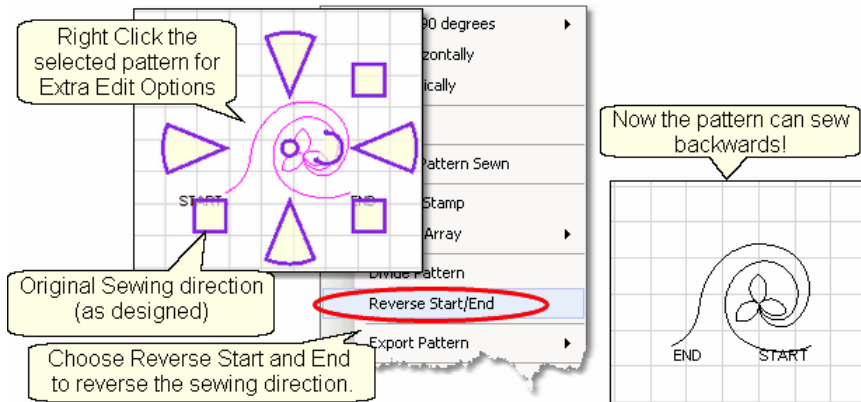 Right Click the
selected pattern for
Extra Edit Options
90 degrees
zontally
ically
Pattern Sewn
Stamp
Array
Divide Pattern
Reverse Start/End
Export Pattern
START
END
Original Sewing direction
(as designed)
Choose Reverse Start and End
to reverse the sewing direction.
Now the pattern can sew
backwards!
END
START